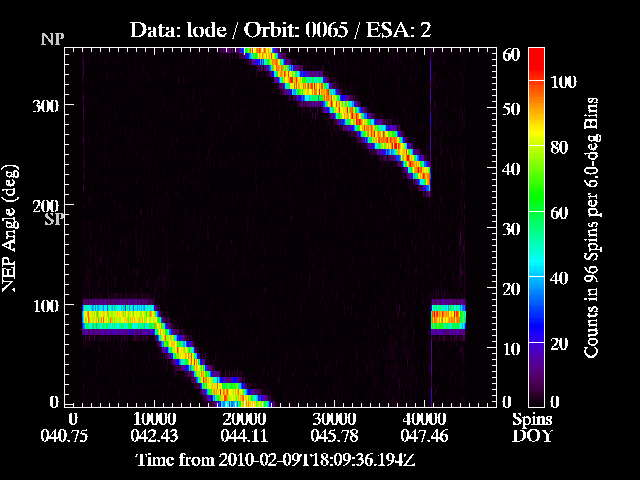 Data: lode / Orbit: 0065 / ESA: 2
NP
SP
NEP Angle (deg)
300
200
100
0
60
50
40
30
20
10
0
100
80
60
40
20
0
Counts in 96 Spins per 6.0-deg Bins
0 10000 20000 30000 40000 Spins
040.75 042.43 044.11 045.78 047.46 DOY
Time from 2010-02-09T18:09:36.194Z